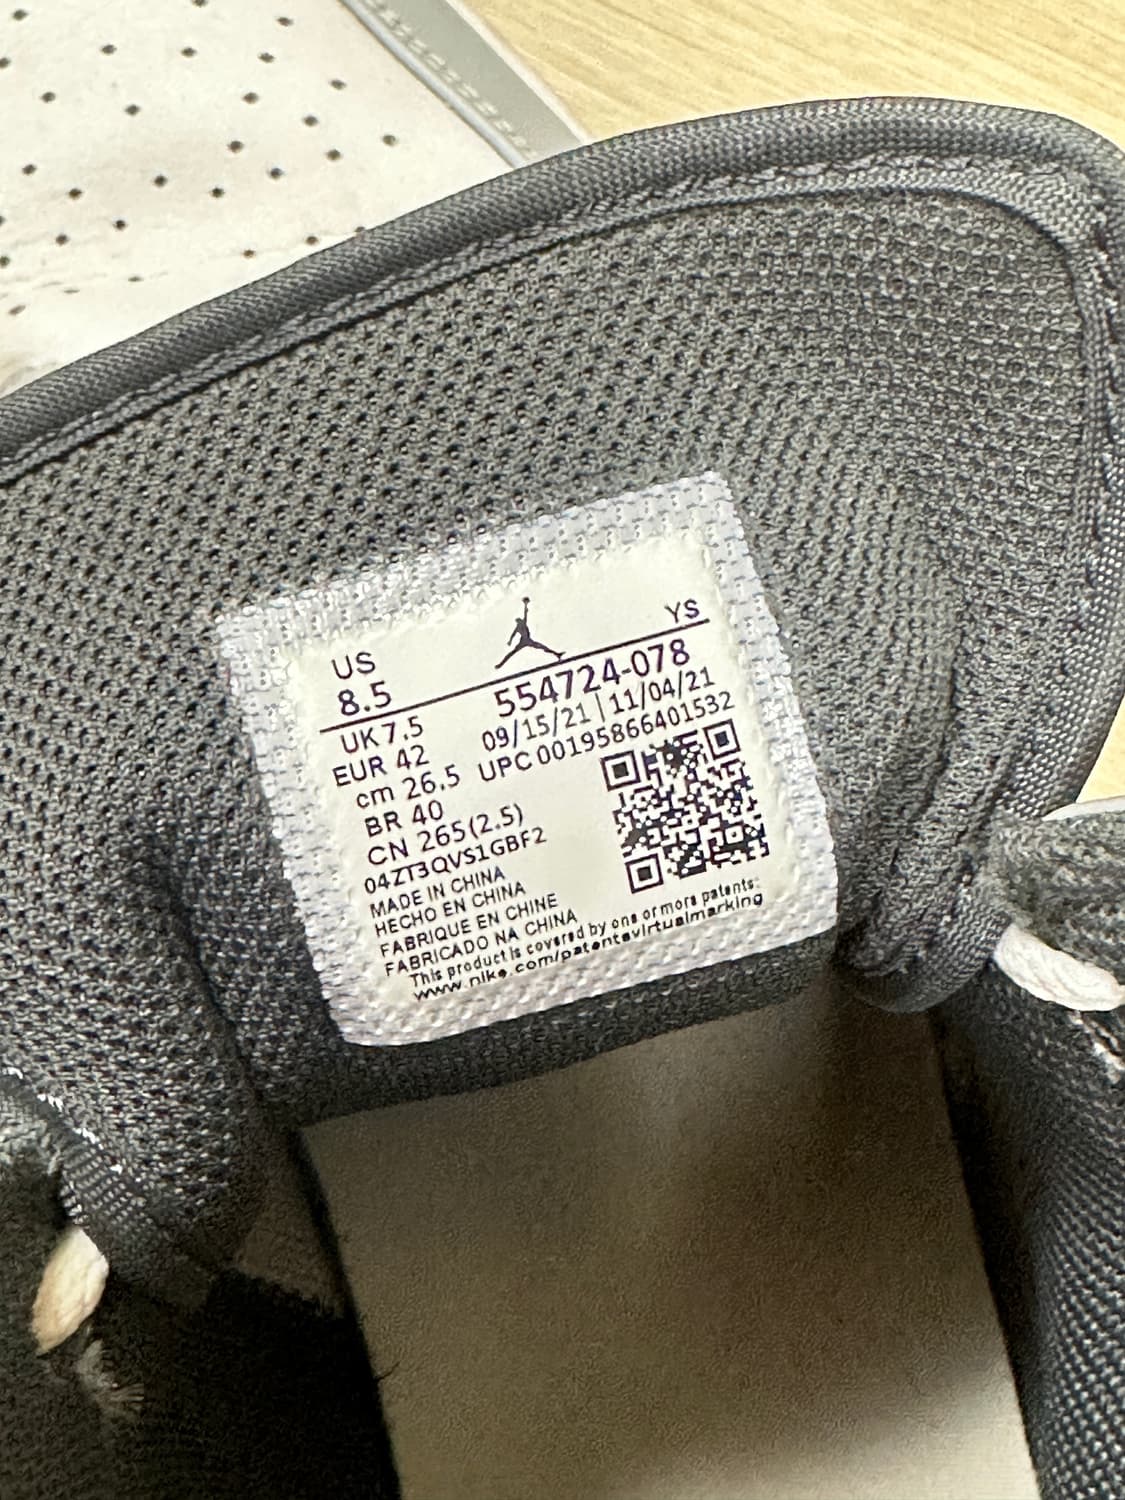 US
8.5
YS
554724-078
UK 7.5
09/15/21 | 11/04/21
EUR 42
UPC 00195866401532
cm 26.5
BR 40
CN 265(2.5)
04ZT3QVS1GBF2
MADE IN CHINA
HECHO EN CHINA
FABRIQUE EN CHINE
FABRICADO NA CHINA
This product is covered by one or more patents:
www.nike.com/patentsvirtualmarking